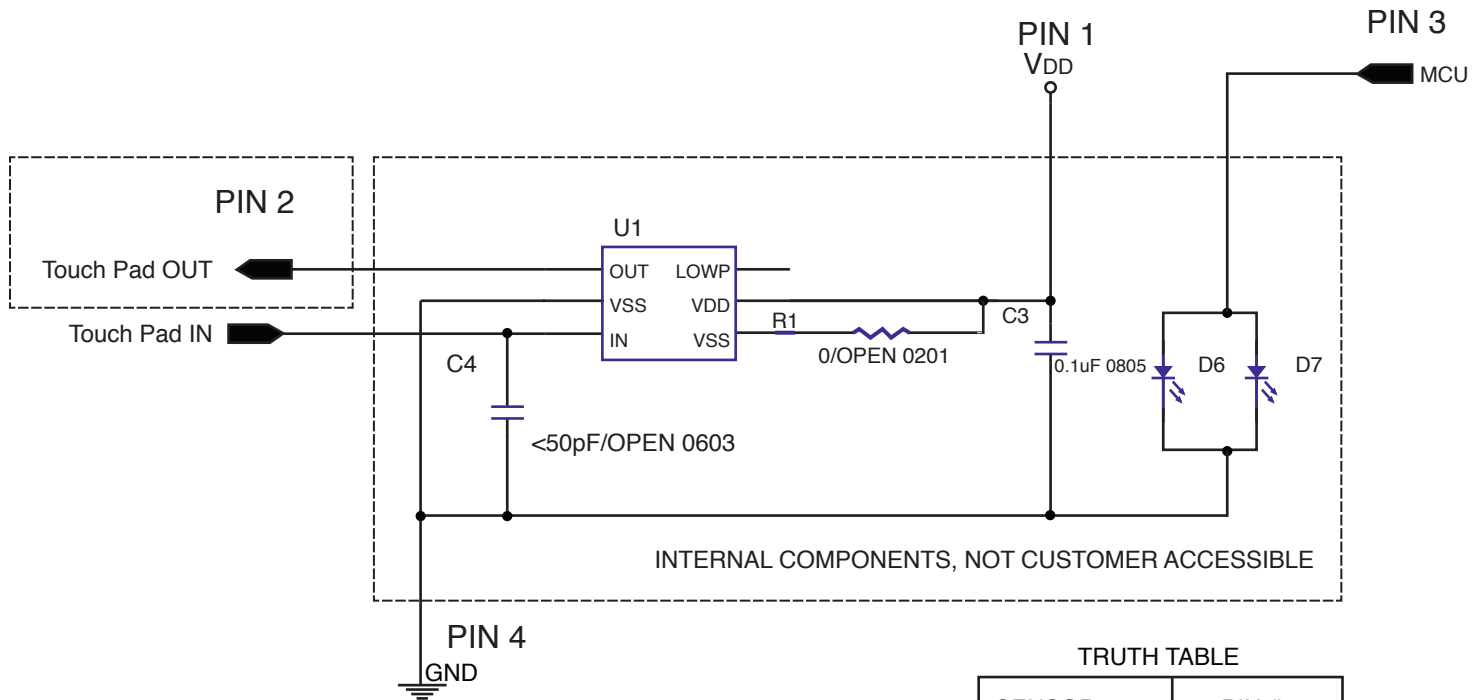 PIN 3
PIN 1
VDD
MCU
PIN 2
U1
Touch Pad OUT
OUT
LOWP
VSS
VDD
C3
Touch Pad IN
IN
VSS
R1
0/OPEN 0201
C4
0.1uF 0805
D6
D7
<50pF/OPEN 0603
INTERNAL COMPONENTS, NOT CUSTOMER ACCESSIBLE
PIN 4
GND
TRUTH TABLE